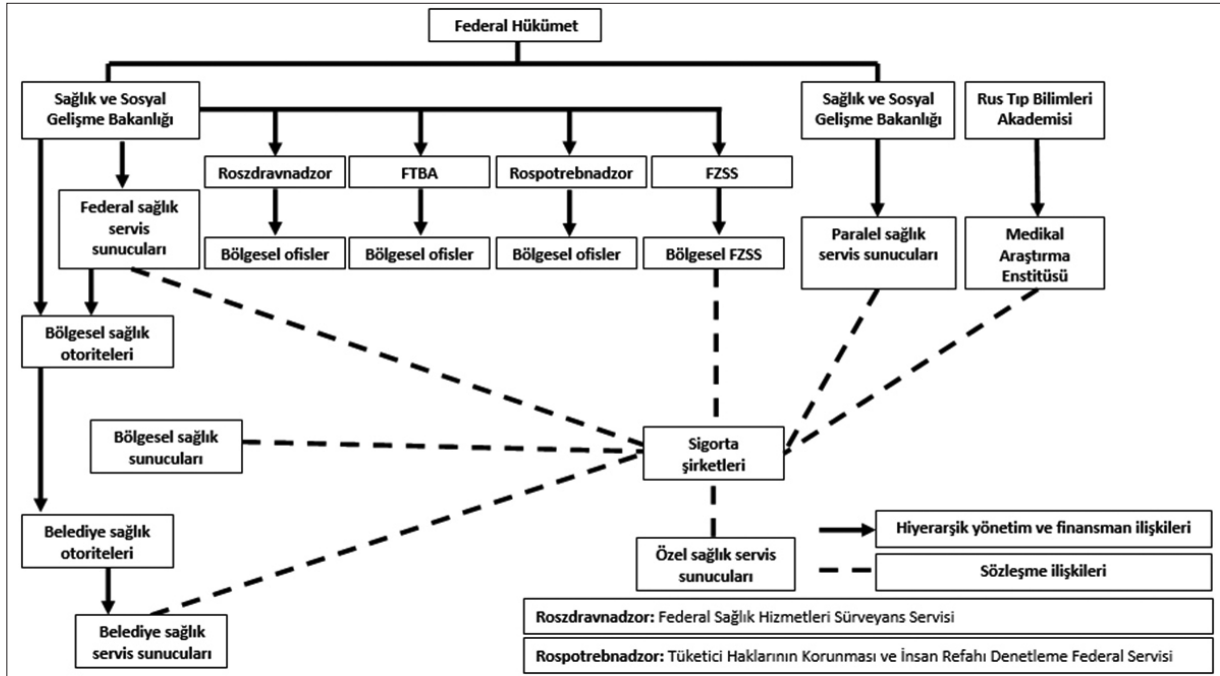 Federal Hükümet
Sağlık ve Sosyal
Gelişme Bakanlığı
Sağlık ve Sosyal
Gelişme Bakanlığı
Rus Tıp Bilimleri
Akademisi
Roszdravnadzor
FTBA
Rospotrebnadzor
FZSS
Federal sağlık
servis
sunucuları
Bölgesel ofisler
Bölgesel ofisler
Bölgesel ofisler
Bölgesel FZSS
Paralel sağlık
servis sunucuları
Medikal
Araştırma
Enstitüsü
Bölgesel sağlık
otoriteleri
Bölgesel sağlık
sunucuları
Sigorta
şirketleri
Belediye sağlık
otoriteleri
Özel sağlık servis
sunucuları
Hiyerarşik yönetim ve finansman ilişkileri
Sözleşme ilişkileri
Belediye sağlık
servis sunucuları
Roszdravnadzor: Federal Sağlık Hizmetleri Sürveyans Servisi
Rospotrebnadzor: Tüketici Haklarının Korunması ve İnsan Refahı Denetleme Federal Servisi